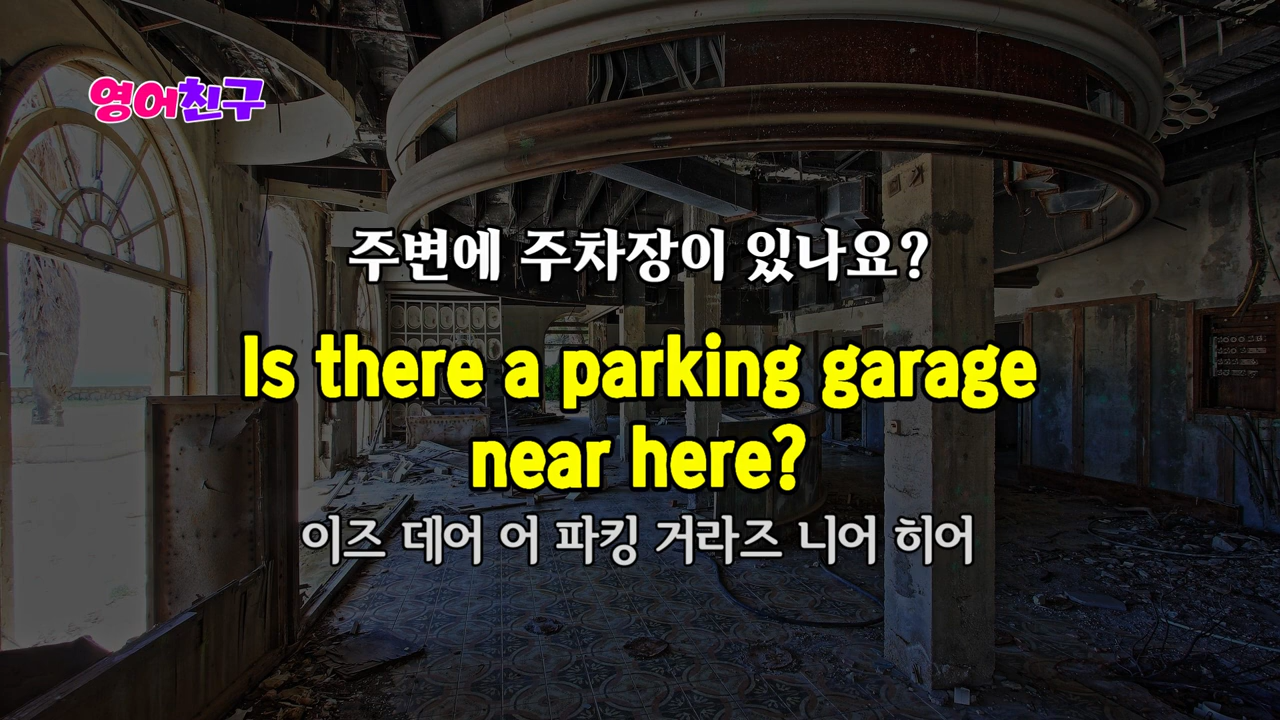 영어친구
주변에 주차장이 있나요?
Is there a parking garage
near here?
이즈 데어 어 파킹 거라즈 니어 히어